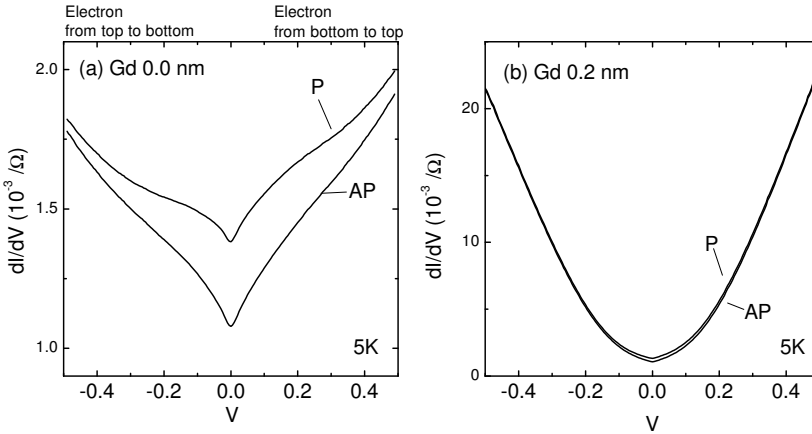 Electron
from top to bottom
Electron
from bottom to top
(a) Gd 0.0 nm
P
AP
5K
2.0
1.5
1.0
dI/dV (10⁻³ /Ω)
-0.4 -0.2 0.0 0.2 0.4
V
(b) Gd 0.2 nm
P
AP
5K
20
10
0
dI/dV (10⁻³ /Ω)
-0.4 -0.2 0.0 0.2 0.4
V